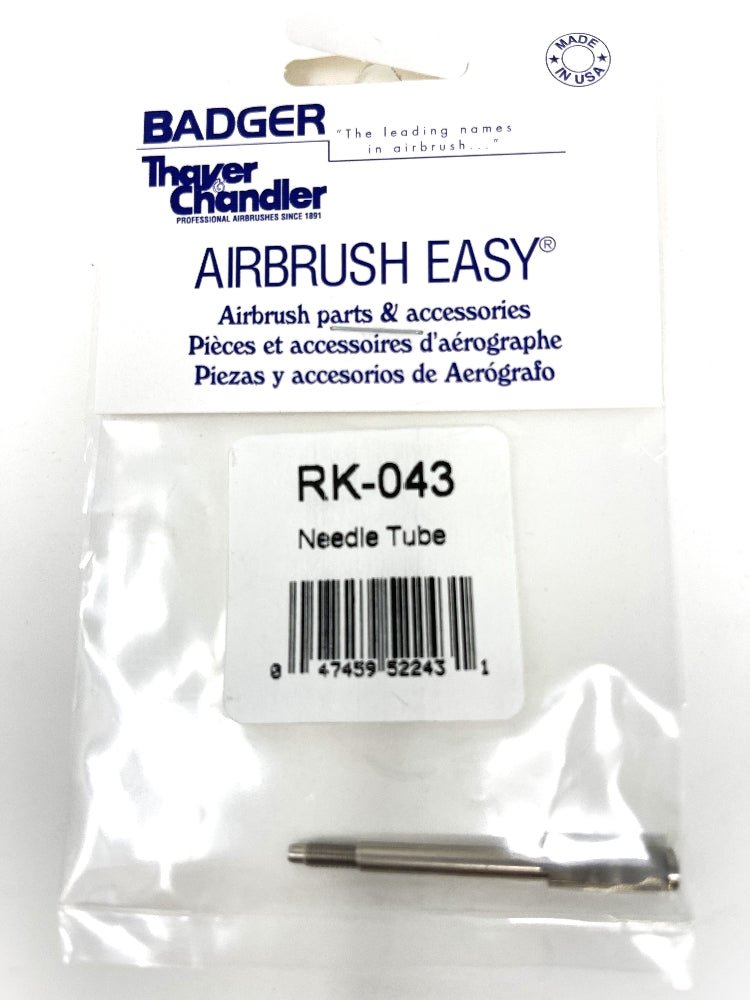 MADE
IN USA
BADGER
"The leading names
in airbrush..."
Thayer
& Chandler
PROFESSIONAL AIRBRUSHES SINCE 1891
AIRBRUSH EASY®
Airbrush parts & accessories
Pièces et accessoires d'aérographe
Piezas y accesorios de Aerógrafo
RK-043
Needle Tube
0 47459 52243 1